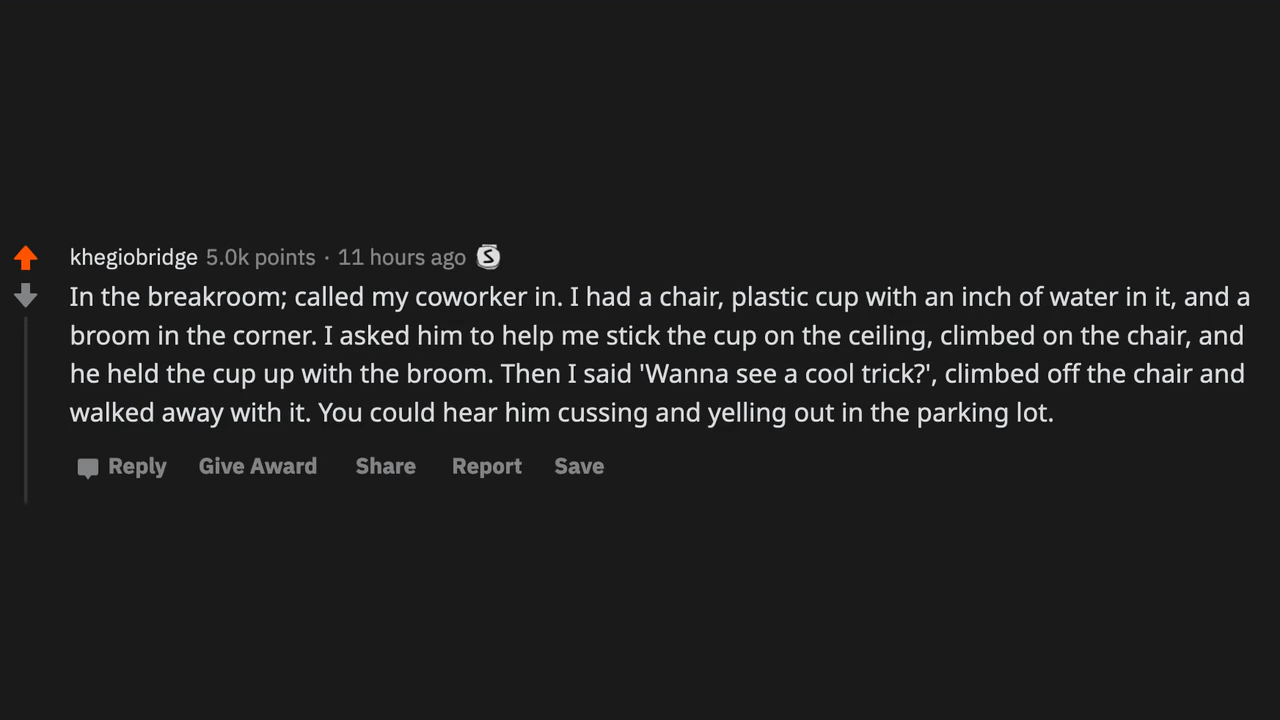 khegiobridge 5.0k points · 11 hours ago S
In the breakroom; called my coworker in. I had a chair, plastic cup with an inch of water in it, and a
broom in the corner. I asked him to help me stick the cup on the ceiling, climbed on the chair, and
he held the cup up with the broom. Then I said 'Wanna see a cool trick?', climbed off the chair and
walked away with it. You could hear him cussing and yelling out in the parking lot.
Reply Give Award Share Report Save